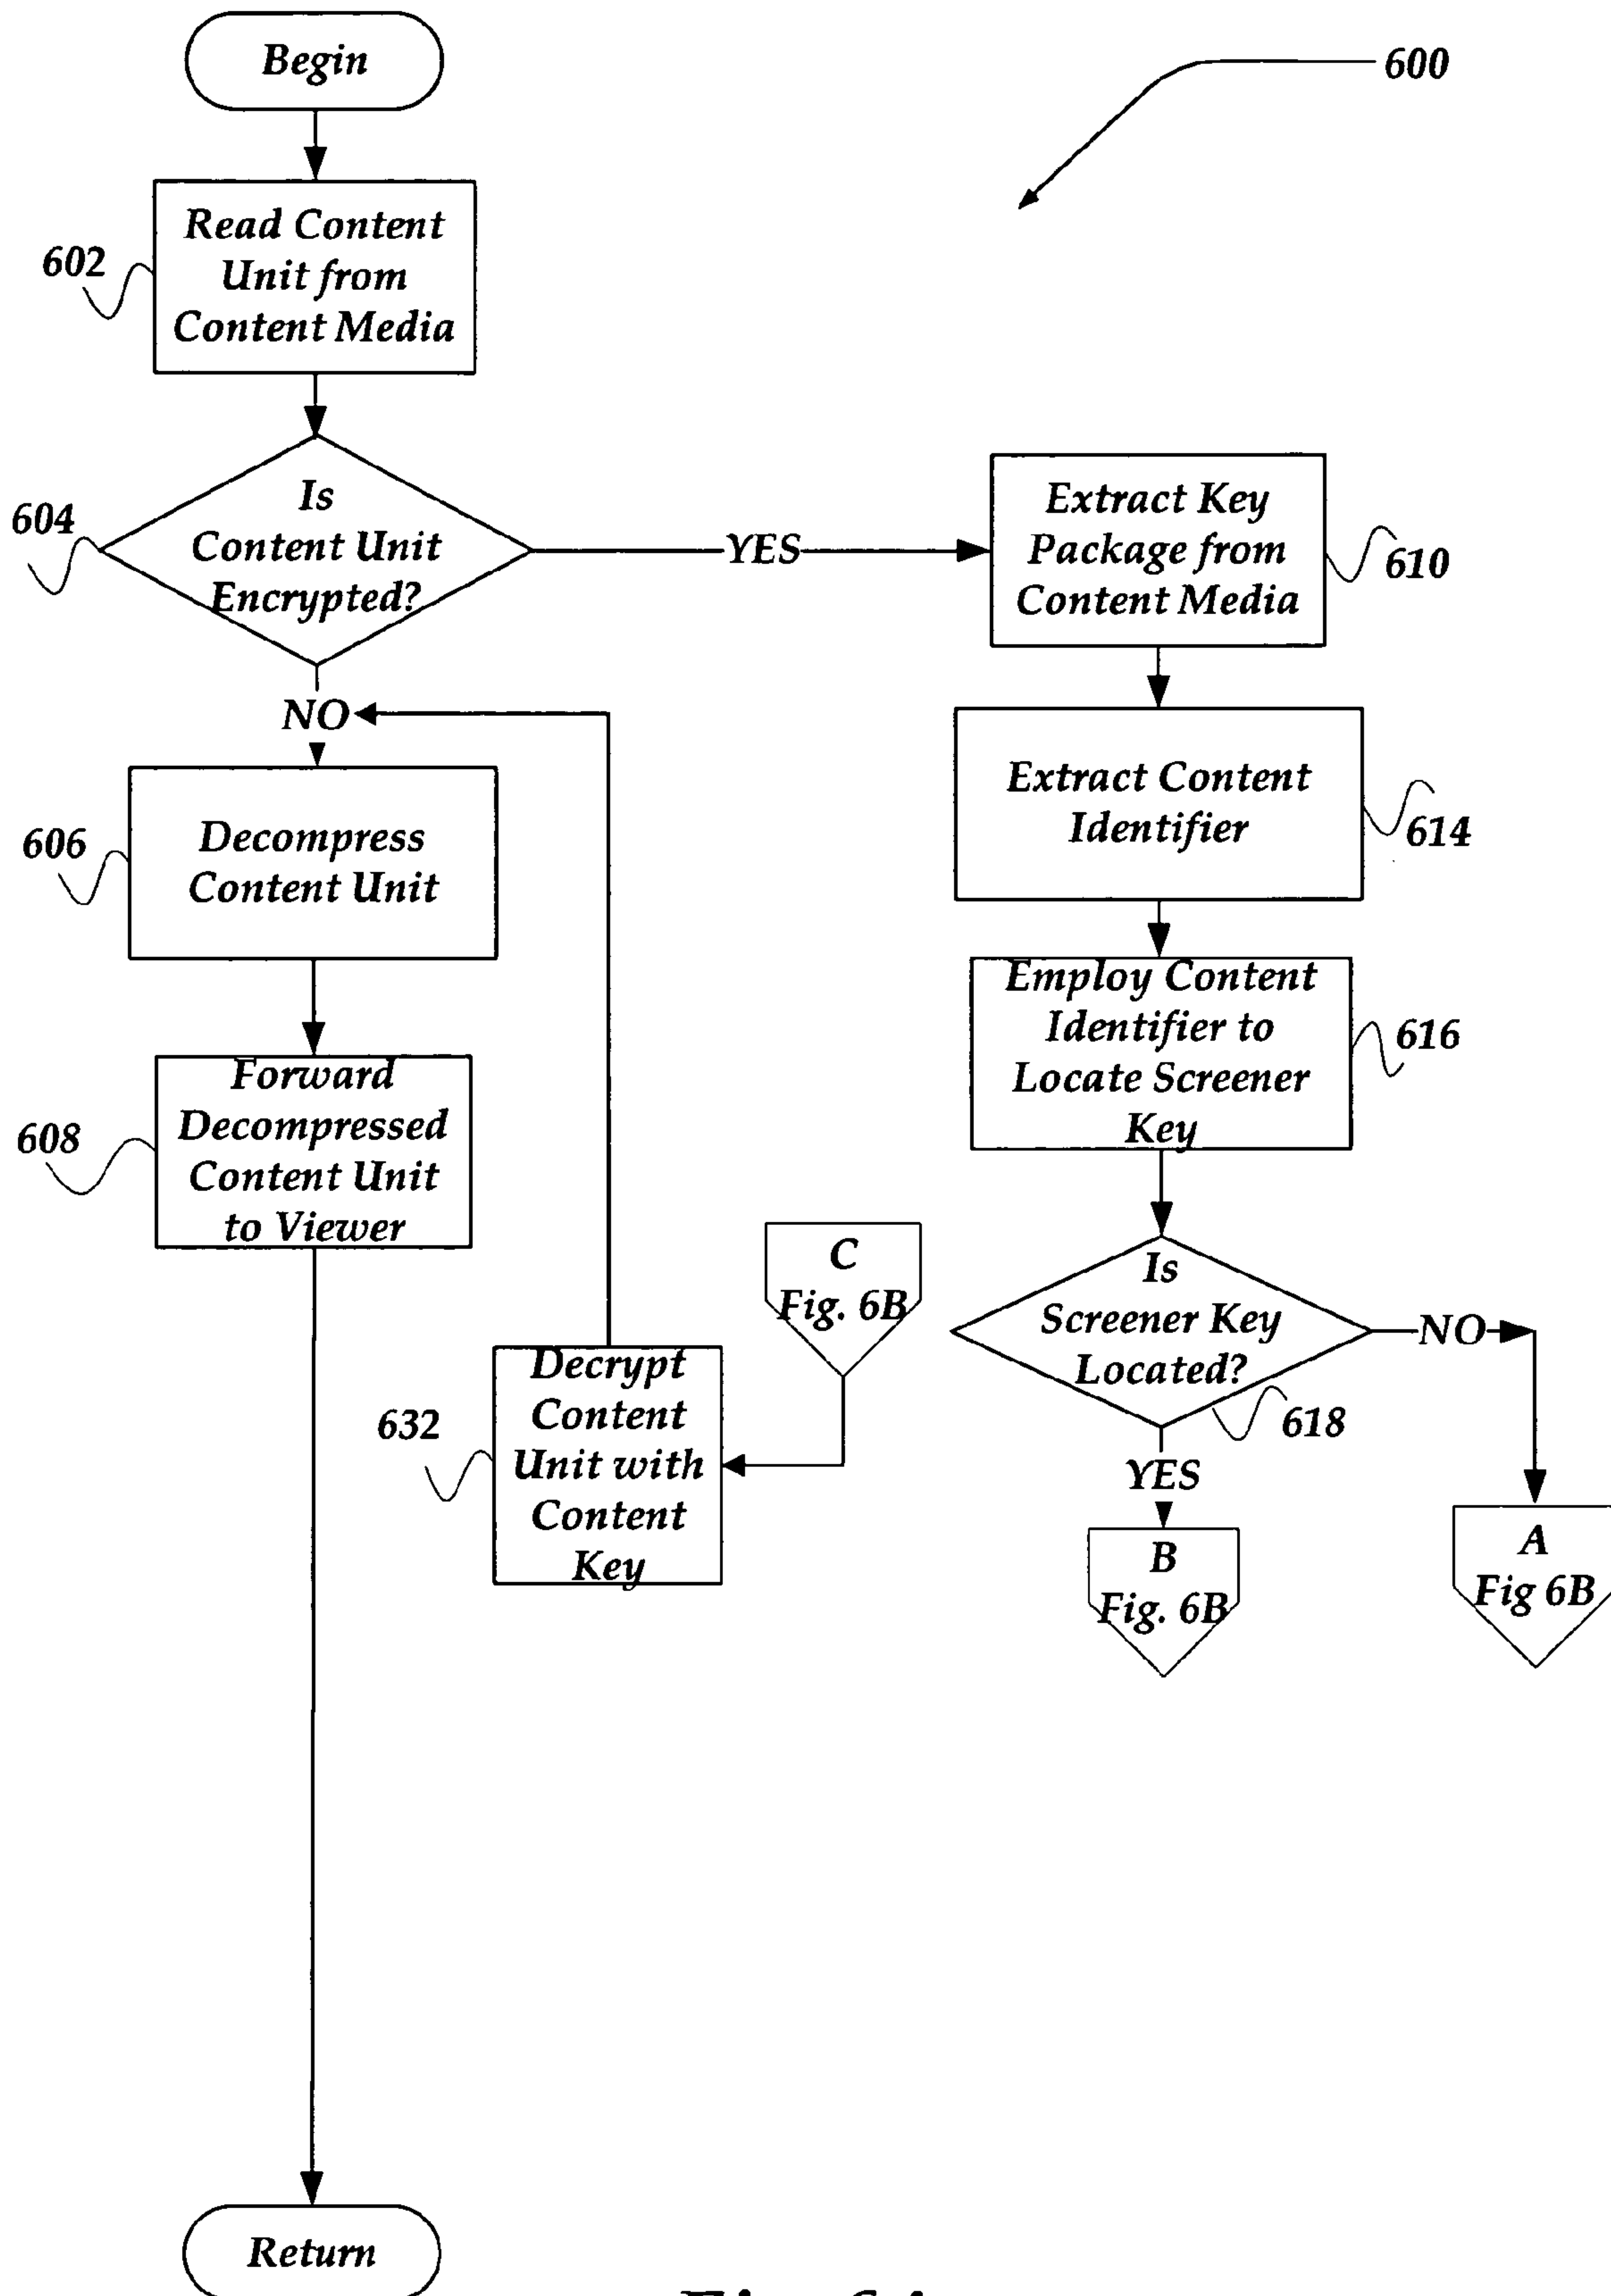 Begin
600
Read Content
Unit from
Content Media
602
Is
Content Unit
Encrypted?
604
YES
Extract Key
Package from
Content Media
610
NO
Extract Content
Identifier
614
Decompress
Content Unit
606
Employ Content
Identifier to
Locate Screener
Key
616
Forward
Decompressed
Content Unit
to Viewer
608
C
Fig. 6B
Is
Screener Key
Located?
618
NO
YES
Decrypt
Content
Unit with
Content
Key
632
B
Fig. 6B
A
Fig 6B
Return